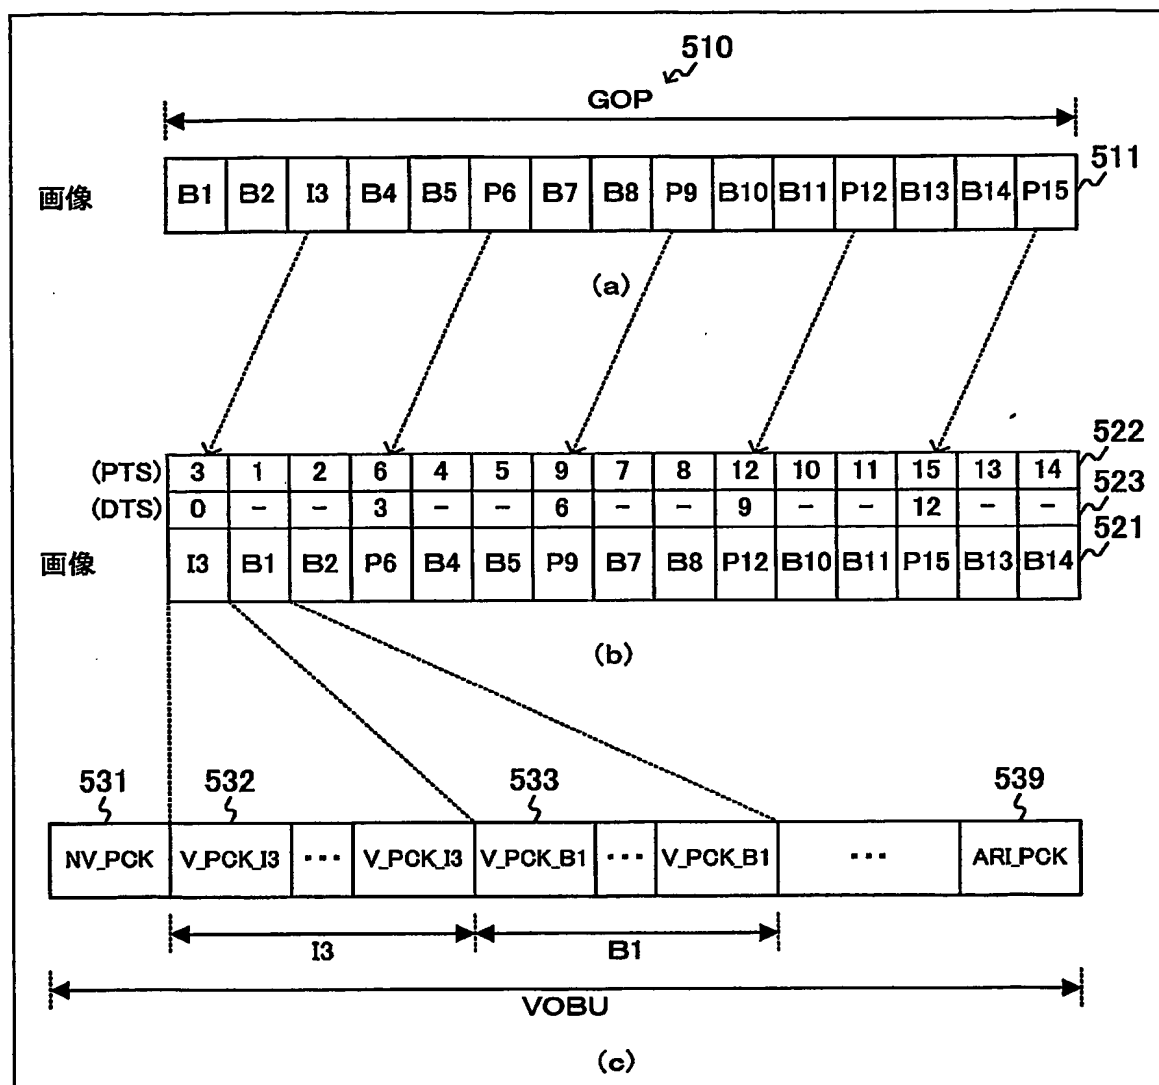 510
GOP
画像 B1 B2 I3 B4 B5 P6 B7 B8 P9 B10 B11 P12 B13 B14 P15 511
(a)
(PTS) 3 1 2 6 4 5 9 7 8 12 10 11 15 13 14 522
(DTS) 0 - - 3 - - 6 - - 9 - - 12 - - 523
画像 I3 B1 B2 P6 B4 B5 P9 B7 B8 P12 B10 B11 P15 B13 B14 521
(b)
531 532 533 539
NV_PCK V_PCK_I3 ••• V_PCK_I3 V_PCK_B1 ••• V_PCK_B1 ••• ARI_PCK
I3 B1
VOBU
(c)